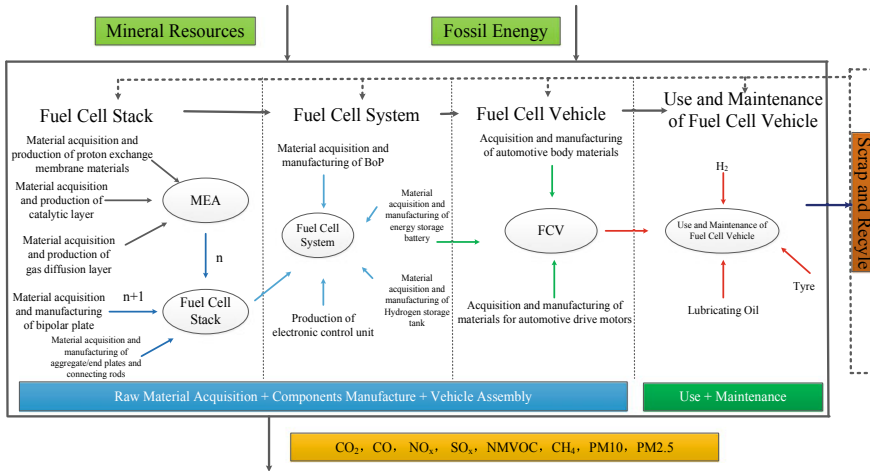 Mineral Resources
Fossil Energy
Fuel Cell Stack
Fuel Cell System
Fuel Cell Vehicle
Use and Maintenance
of Fuel Cell Vehicle
Material acquisition and
production of proton exchange
membrane materials
Material acquisition
and production of
catalytic layer
Material acquisition
and production of
gas diffusion layer
MEA
n
n+1
Material acquisition
and manufacturing
of bipolar plate
Fuel Cell
Stack
Material acquisition and
manufacturing of
aggregate/end plates and
connecting rods
Material acquisition and
manufacturing of BoP
Fuel Cell
System
Material
acquisition and
manufacturing of
energy storage
battery
Material
acquisition and
manufacturing of
Hydrogen storage
tank
Production of
electronic control unit
Acquisition and manufacturing
of automotive body materials
FCV
Acquisition and manufacturing of
materials for automotive drive motors
H₂
Use and Maintenance of
Fuel Cell Vehicle
Lubricating Oil
Tyre
Scrap and Recyle
Raw Material Acquisition + Components Manufacture + Vehicle Assembly
Use + Maintenance
CO₂, CO, NOₓ, SOₓ, NMVOC, CH₄, PM10, PM2.5